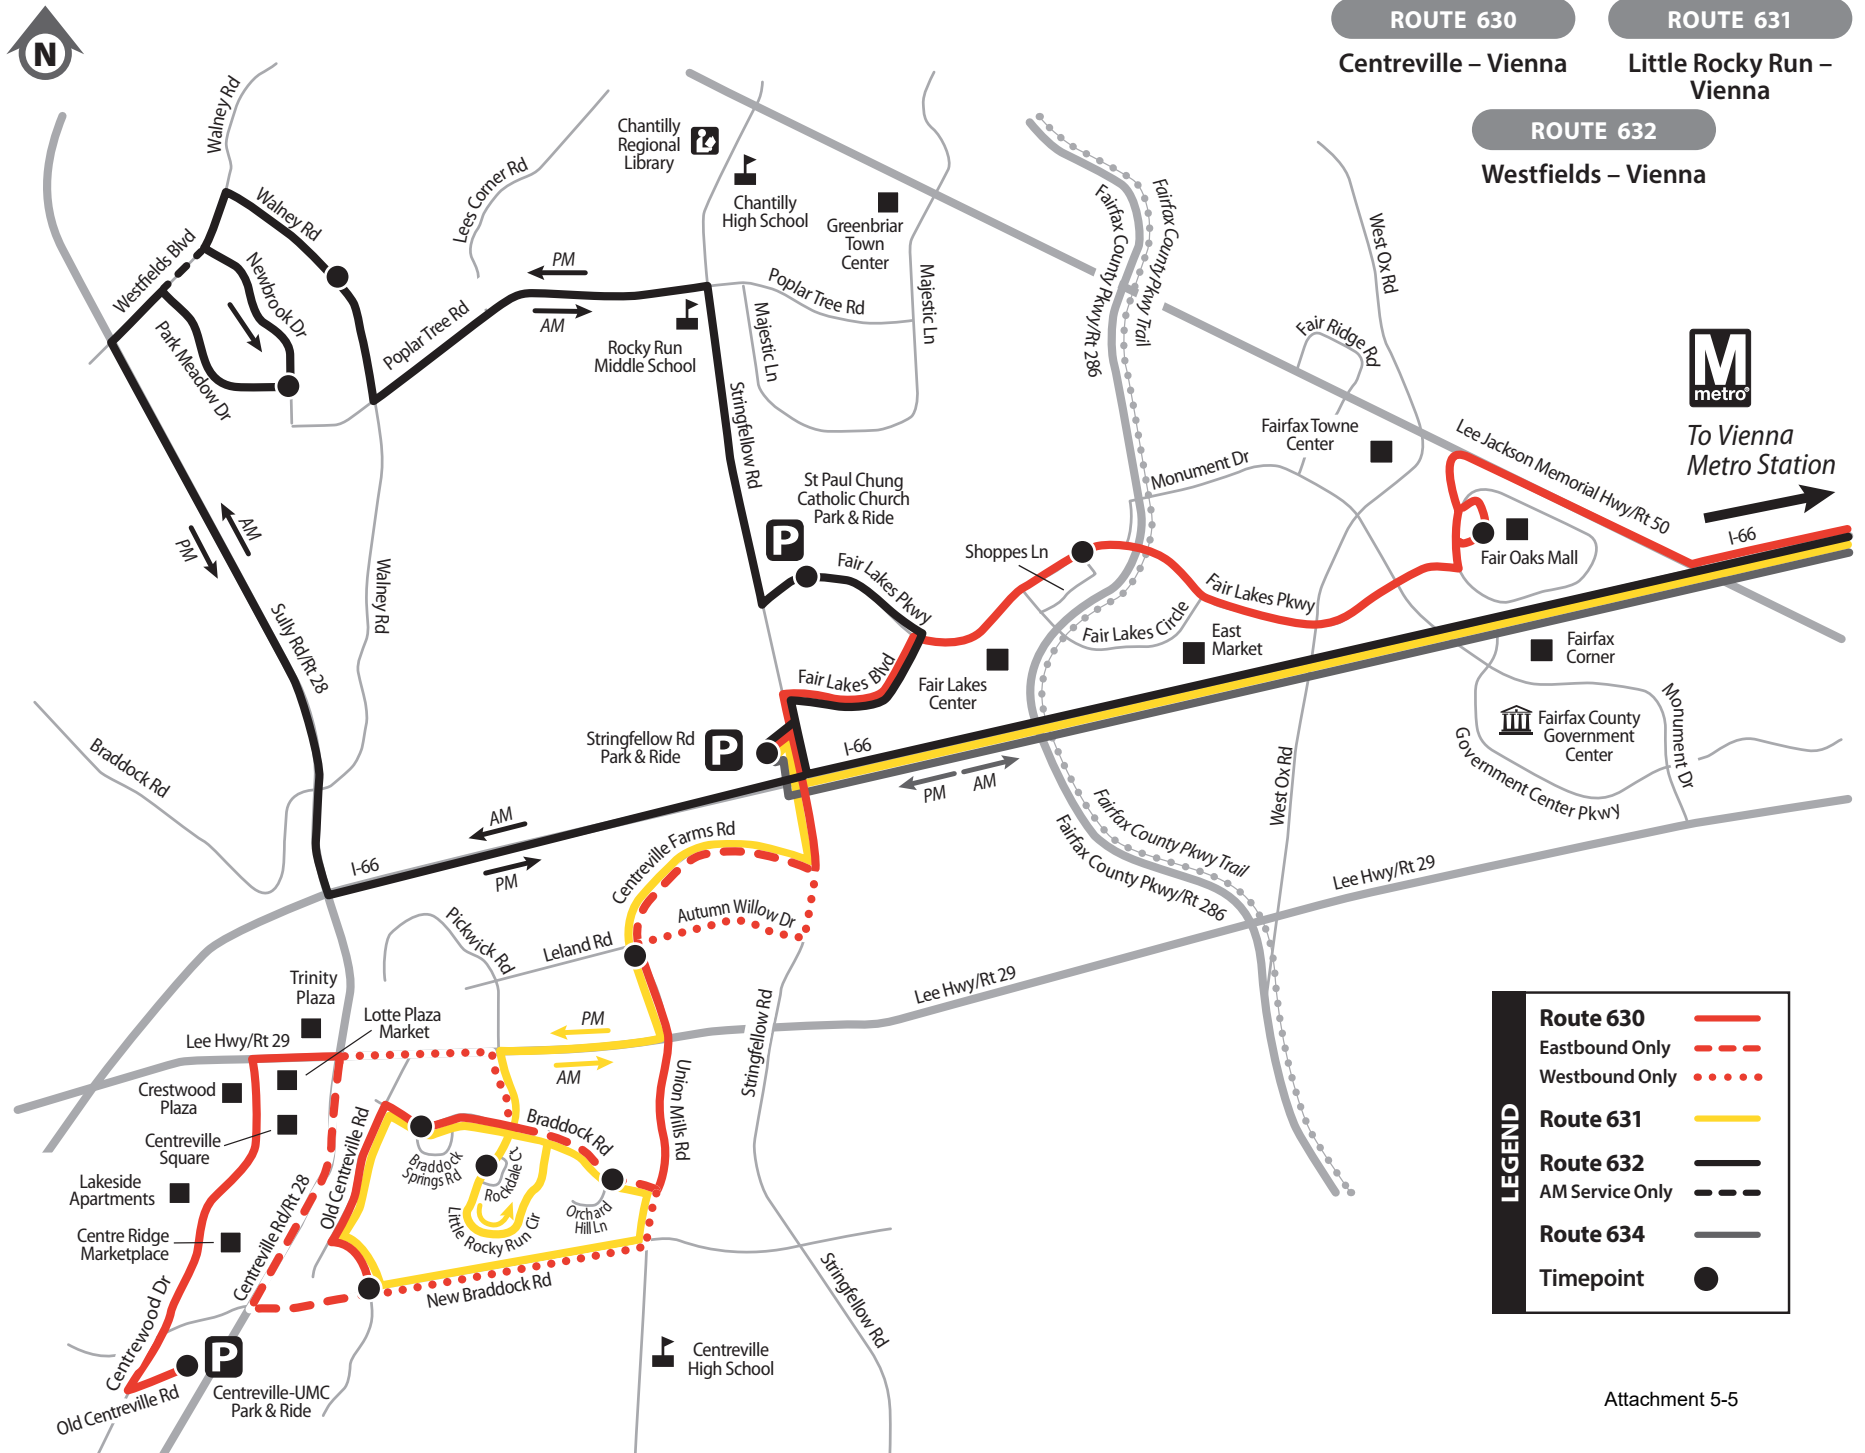 N
ROUTE 630
Centreville – Vienna
ROUTE 631
Little Rocky Run –
Vienna
ROUTE 632
Westfields – Vienna
Walney Rd
Walney Rd
Westfields Blvd
Newbrook Dr
Park Meadow Dr
Lees Corner Rd
Chantilly
Regional
Library
Chantilly
High School
Greenbriar
Town
Center
PM
AM
Poplar Tree Rd
Rocky Run
Middle School
Poplar Tree Rd
Majestic Ln
Majestic Ln
Stringfellow Rd
Fairfax County Pkwy/Rt 286
Fairfax County Pkwy Trail
West Ox Rd
Fair Ridge Rd
M
metro
To Vienna
Metro Station
Fairfax Towne
Center
Monument Dr
Lee Jackson Memorial Hwy/Rt 50
I-66
Fair Oaks Mall
St Paul Chung
Catholic Church
Park & Ride
P
Fair Lakes Pkwy
Shoppes Ln
Fair Lakes Pkwy
Fair Lakes Circle
East
Market
Fairfax
Corner
Fair Lakes Blvd
Fair Lakes
Center
AM
PM
Sully Rd/Rt 28
Walney Rd
Braddock Rd
Stringfellow Rd
Park & Ride
P
I-66
PM
AM
Fairfax County
Government
Center
Monument Dr
Government Center Pkwy
West Ox Rd
Fairfax County Pkwy Trail
Fairfax County Pkwy/Rt 286
Lee Hwy/Rt 29
AM
I-66
PM
Centreville Farms Rd
Autumn Willow Dr
Pickwick Rd
Leland Rd
Lee Hwy/Rt 29
Stringfellow Rd
Trinity
Plaza
Lotte Plaza
Market
Lee Hwy/Rt 29
PM
AM
Crestwood
Plaza
Centreville
Square
Lakeside
Apartments
Centre Ridge
Marketplace
Old Centreville Rd
Centreville Rd/Rt 28
Braddock
Springs Rd
Braddock Rd
Rockdale Ct
Little Rocky Run Cir
Orchard
Hill Ln
Union Mills Rd
New Braddock Rd
Stringfellow Rd
Centrewood Dr
Old Centreville Rd
P
Centreville-UMC
Park & Ride
Centreville
High School
LEGEND
Route 630
Eastbound Only
Westbound Only
Route 631
Route 632
AM Service Only
Route 634
Timepoint
Attachment 5-5